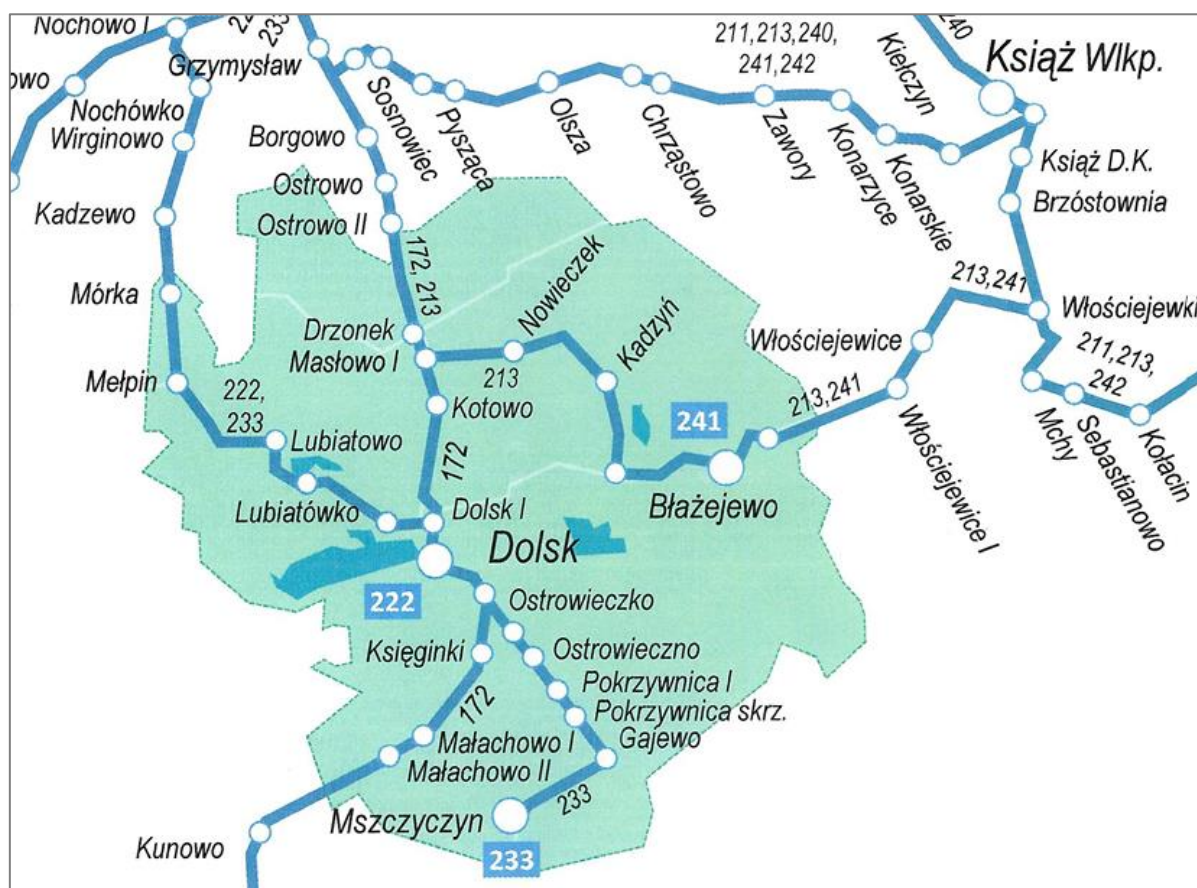 Nochowo I
233
240
211,213,240,
241,242
Kiełczyn
Książ Wlkp.
owo
Grzymysław
Nochówko
Wirginowo
Sosnowiec
Pysząca
Olsza
Chrząstowo
Zawory
Konarzyce
Konarskie
Borgowo
Książ D.K.
Ostrowo
Brzóstownia
Kadzewo
Ostrowo II
172, 213
Nowieczek
213,241
Mórka
Włościejewki
Drzonek
Kadzyń
Włościejewice
Masłowo I
213
211, 213,
242
Mełpin
222,
233
Kotowo
213,241
241
Włościejewice I
Mchy
Sebastianowo
Kołacin
Lubiatowo
172
Błażejewo
Lubiatówko
Dolsk I
Dolsk
222
Ostrowieczko
Księginki
Ostrowieczno
Pokrzywnica I
172
Pokrzywnica skrz.
Małachowo I
Gajewo
Małachowo II
233
Mszczyczyn
Kunowo
233